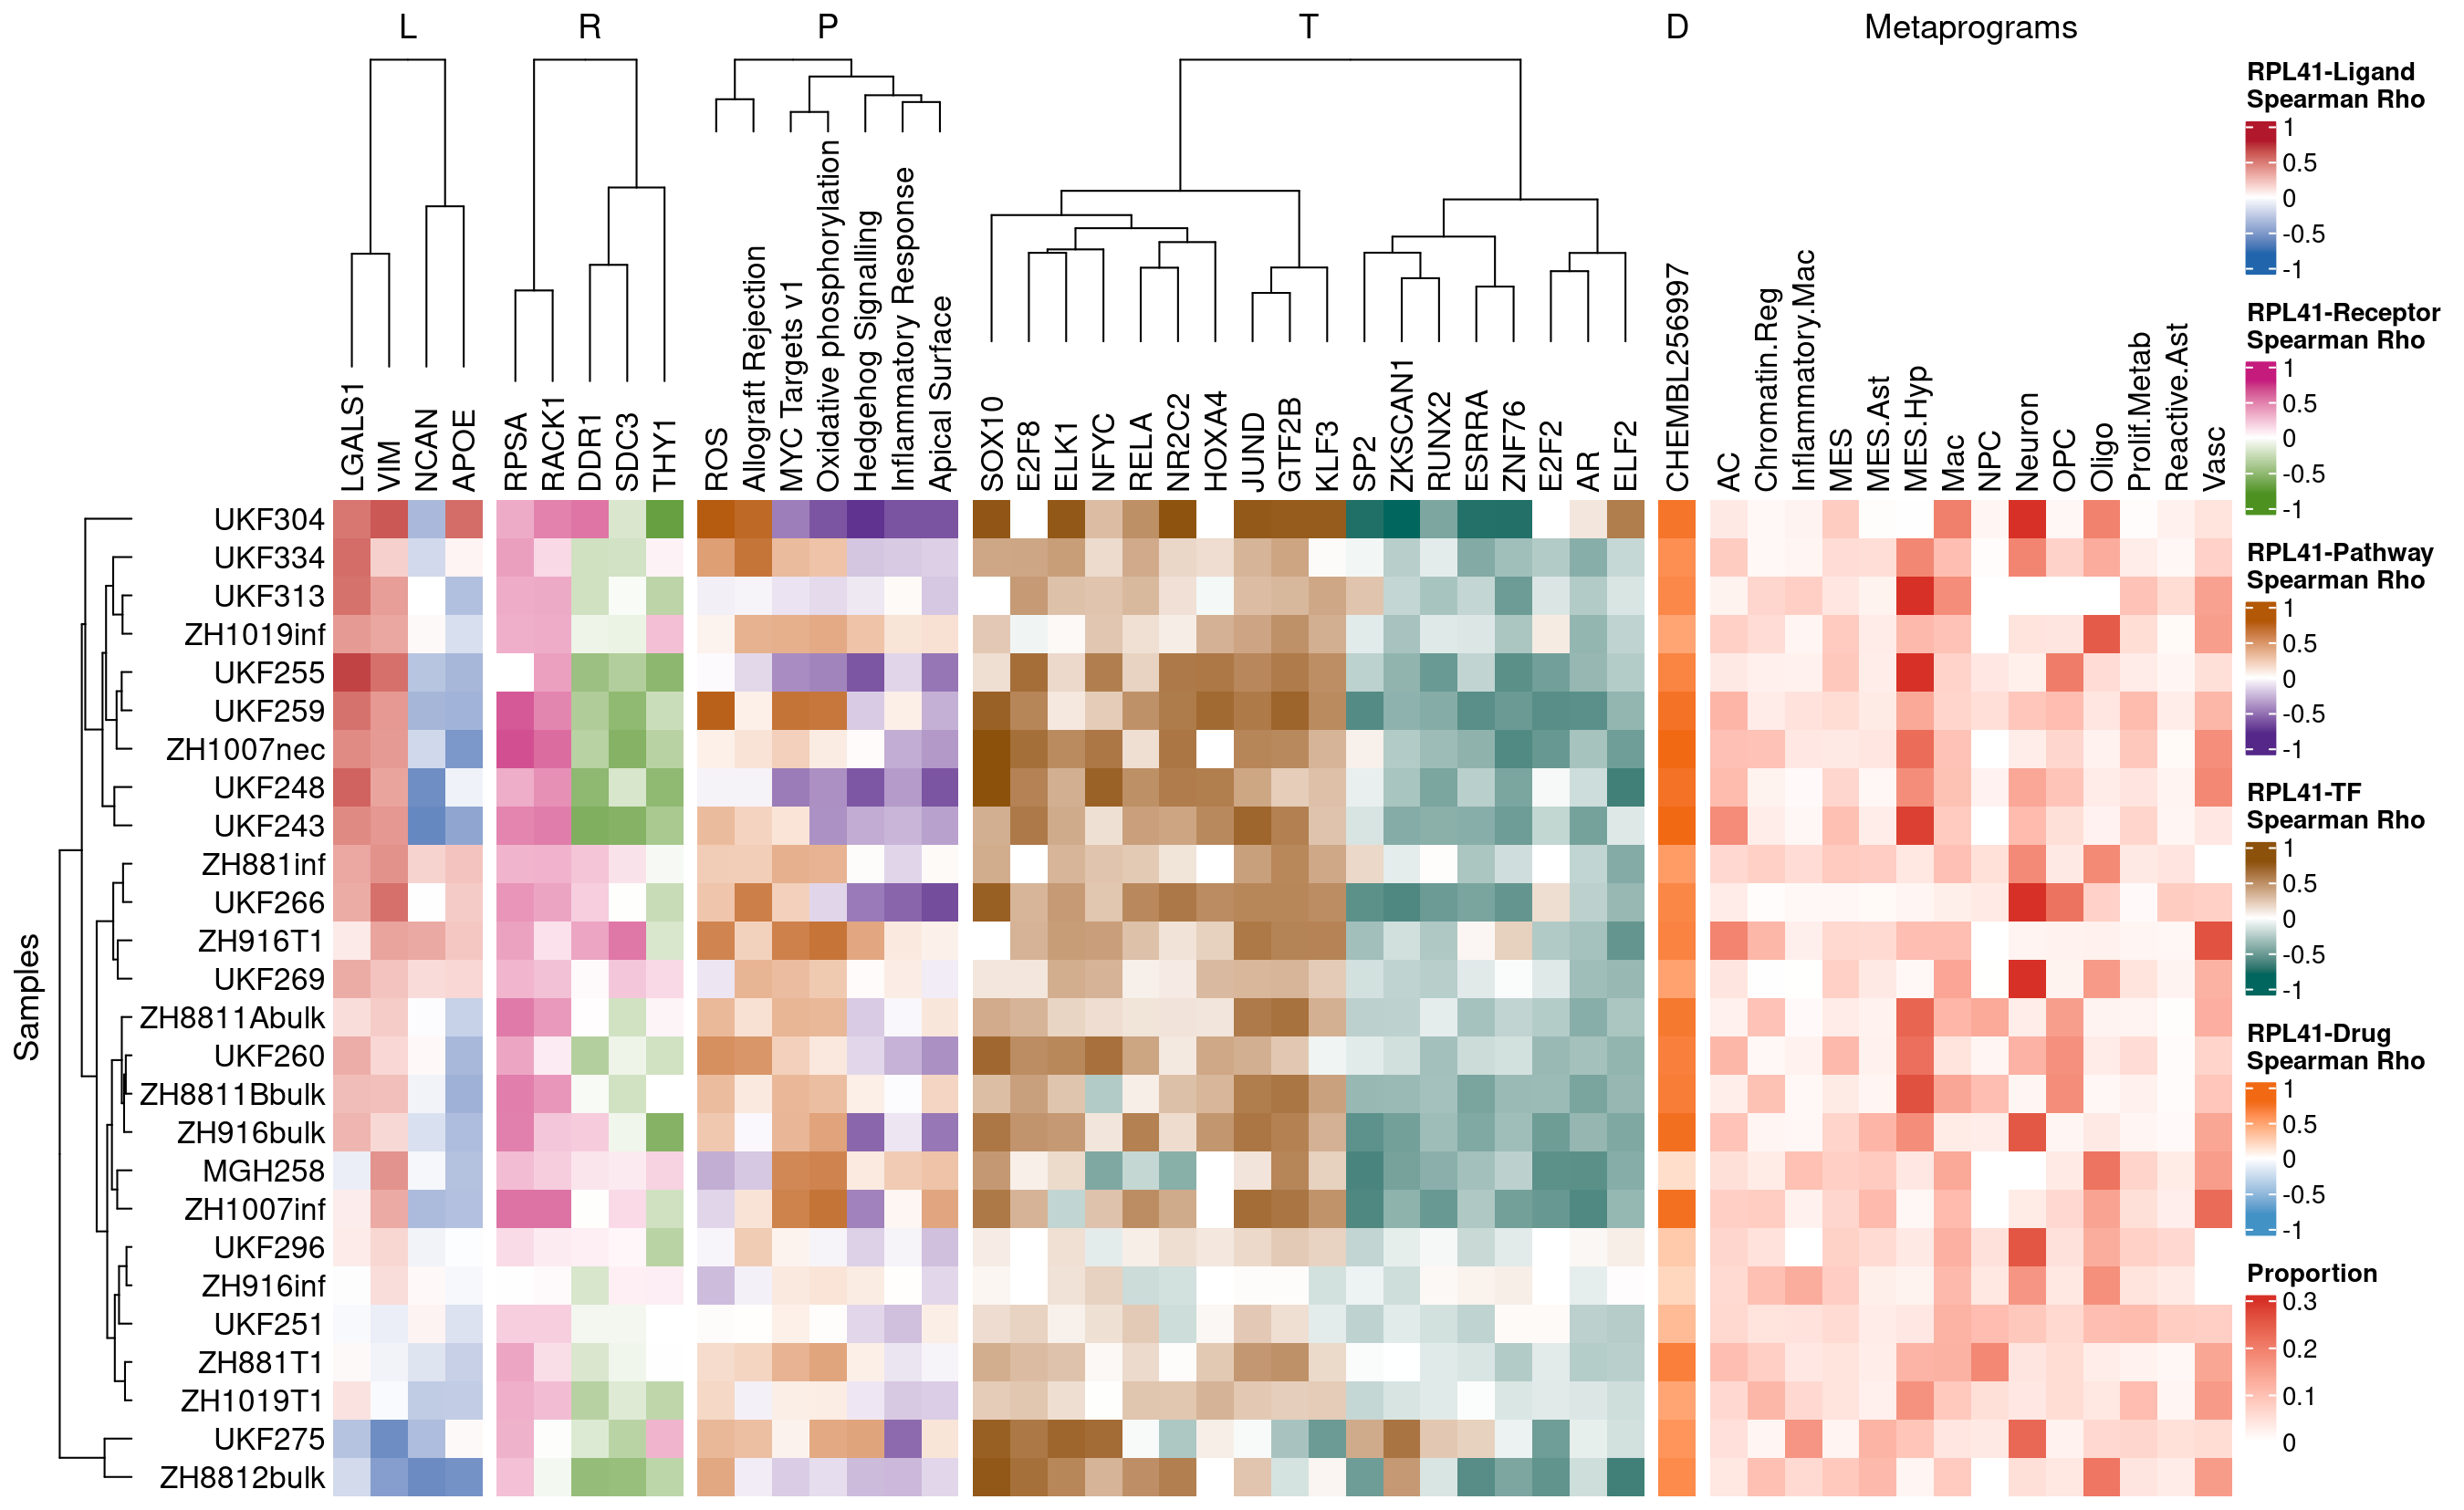 L R P T D Metaprograms
LGALS1 VIM NCAN APOE
RPSA RACK1 DDR1 SDC3 THY1
ROS Allograft Rejection MYC Targets v1 Oxidative phosphorylation Hedgehog Signalling Inflammatory Response Apical Surface
SOX10 E2F8 ELK1 NFYC RELA NR2C2 HOXA4 JUND GTF2B KLF3 SP2 ZKSCAN1 RUNX2 ESRRA ZNF76 E2F2 AR ELF2
CHEMBL256997
AC Chromatin.Reg Inflammatory.Mac MES MES.Ast MES.Hyp Mac NPC Neuron OPC Oligo Prolif.Metab Reactive.Ast Vasc
Samples
UKF304
UKF334
UKF313
ZH1019inf
UKF255
UKF259
ZH1007nec
UKF248
UKF243
ZH881inf
UKF266
ZH916T1
UKF269
ZH8811Abulk
UKF260
ZH8811Bbulk
ZH916bulk
MGH258
ZH1007inf
UKF296
ZH916inf
UKF251
ZH881T1
ZH1019T1
UKF275
ZH8812bulk
RPL41-Ligand
Spearman Rho
1
0.5
0
-0.5
-1
RPL41-Receptor
Spearman Rho
1
0.5
0
-0.5
-1
RPL41-Pathway
Spearman Rho
1
0.5
0
-0.5
-1
RPL41-TF
Spearman Rho
1
0.5
0
-0.5
-1
RPL41-Drug
Spearman Rho
1
0.5
0
-0.5
-1
Proportion
0.3
0.2
0.1
0